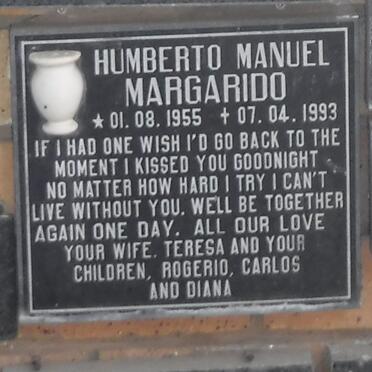 HUMBERTO MANUEL
MARGARIDO
★ 01. 08. 1955 ✝ 07. 04. 1993
IF I HAD ONE WISH I'D GO BACK TO THE
MOMENT I KISSED YOU GOODNIGHT
NO MATTER HOW HARD I TRY I CAN'T
LIVE WITHOUT YOU. WE'LL BE TOGETHER
AGAIN ONE DAY. ALL OUR LOVE
YOUR WIFE. TERESA AND YOUR
CHILDREN, ROGERIO, CARLOS
AND DIANA